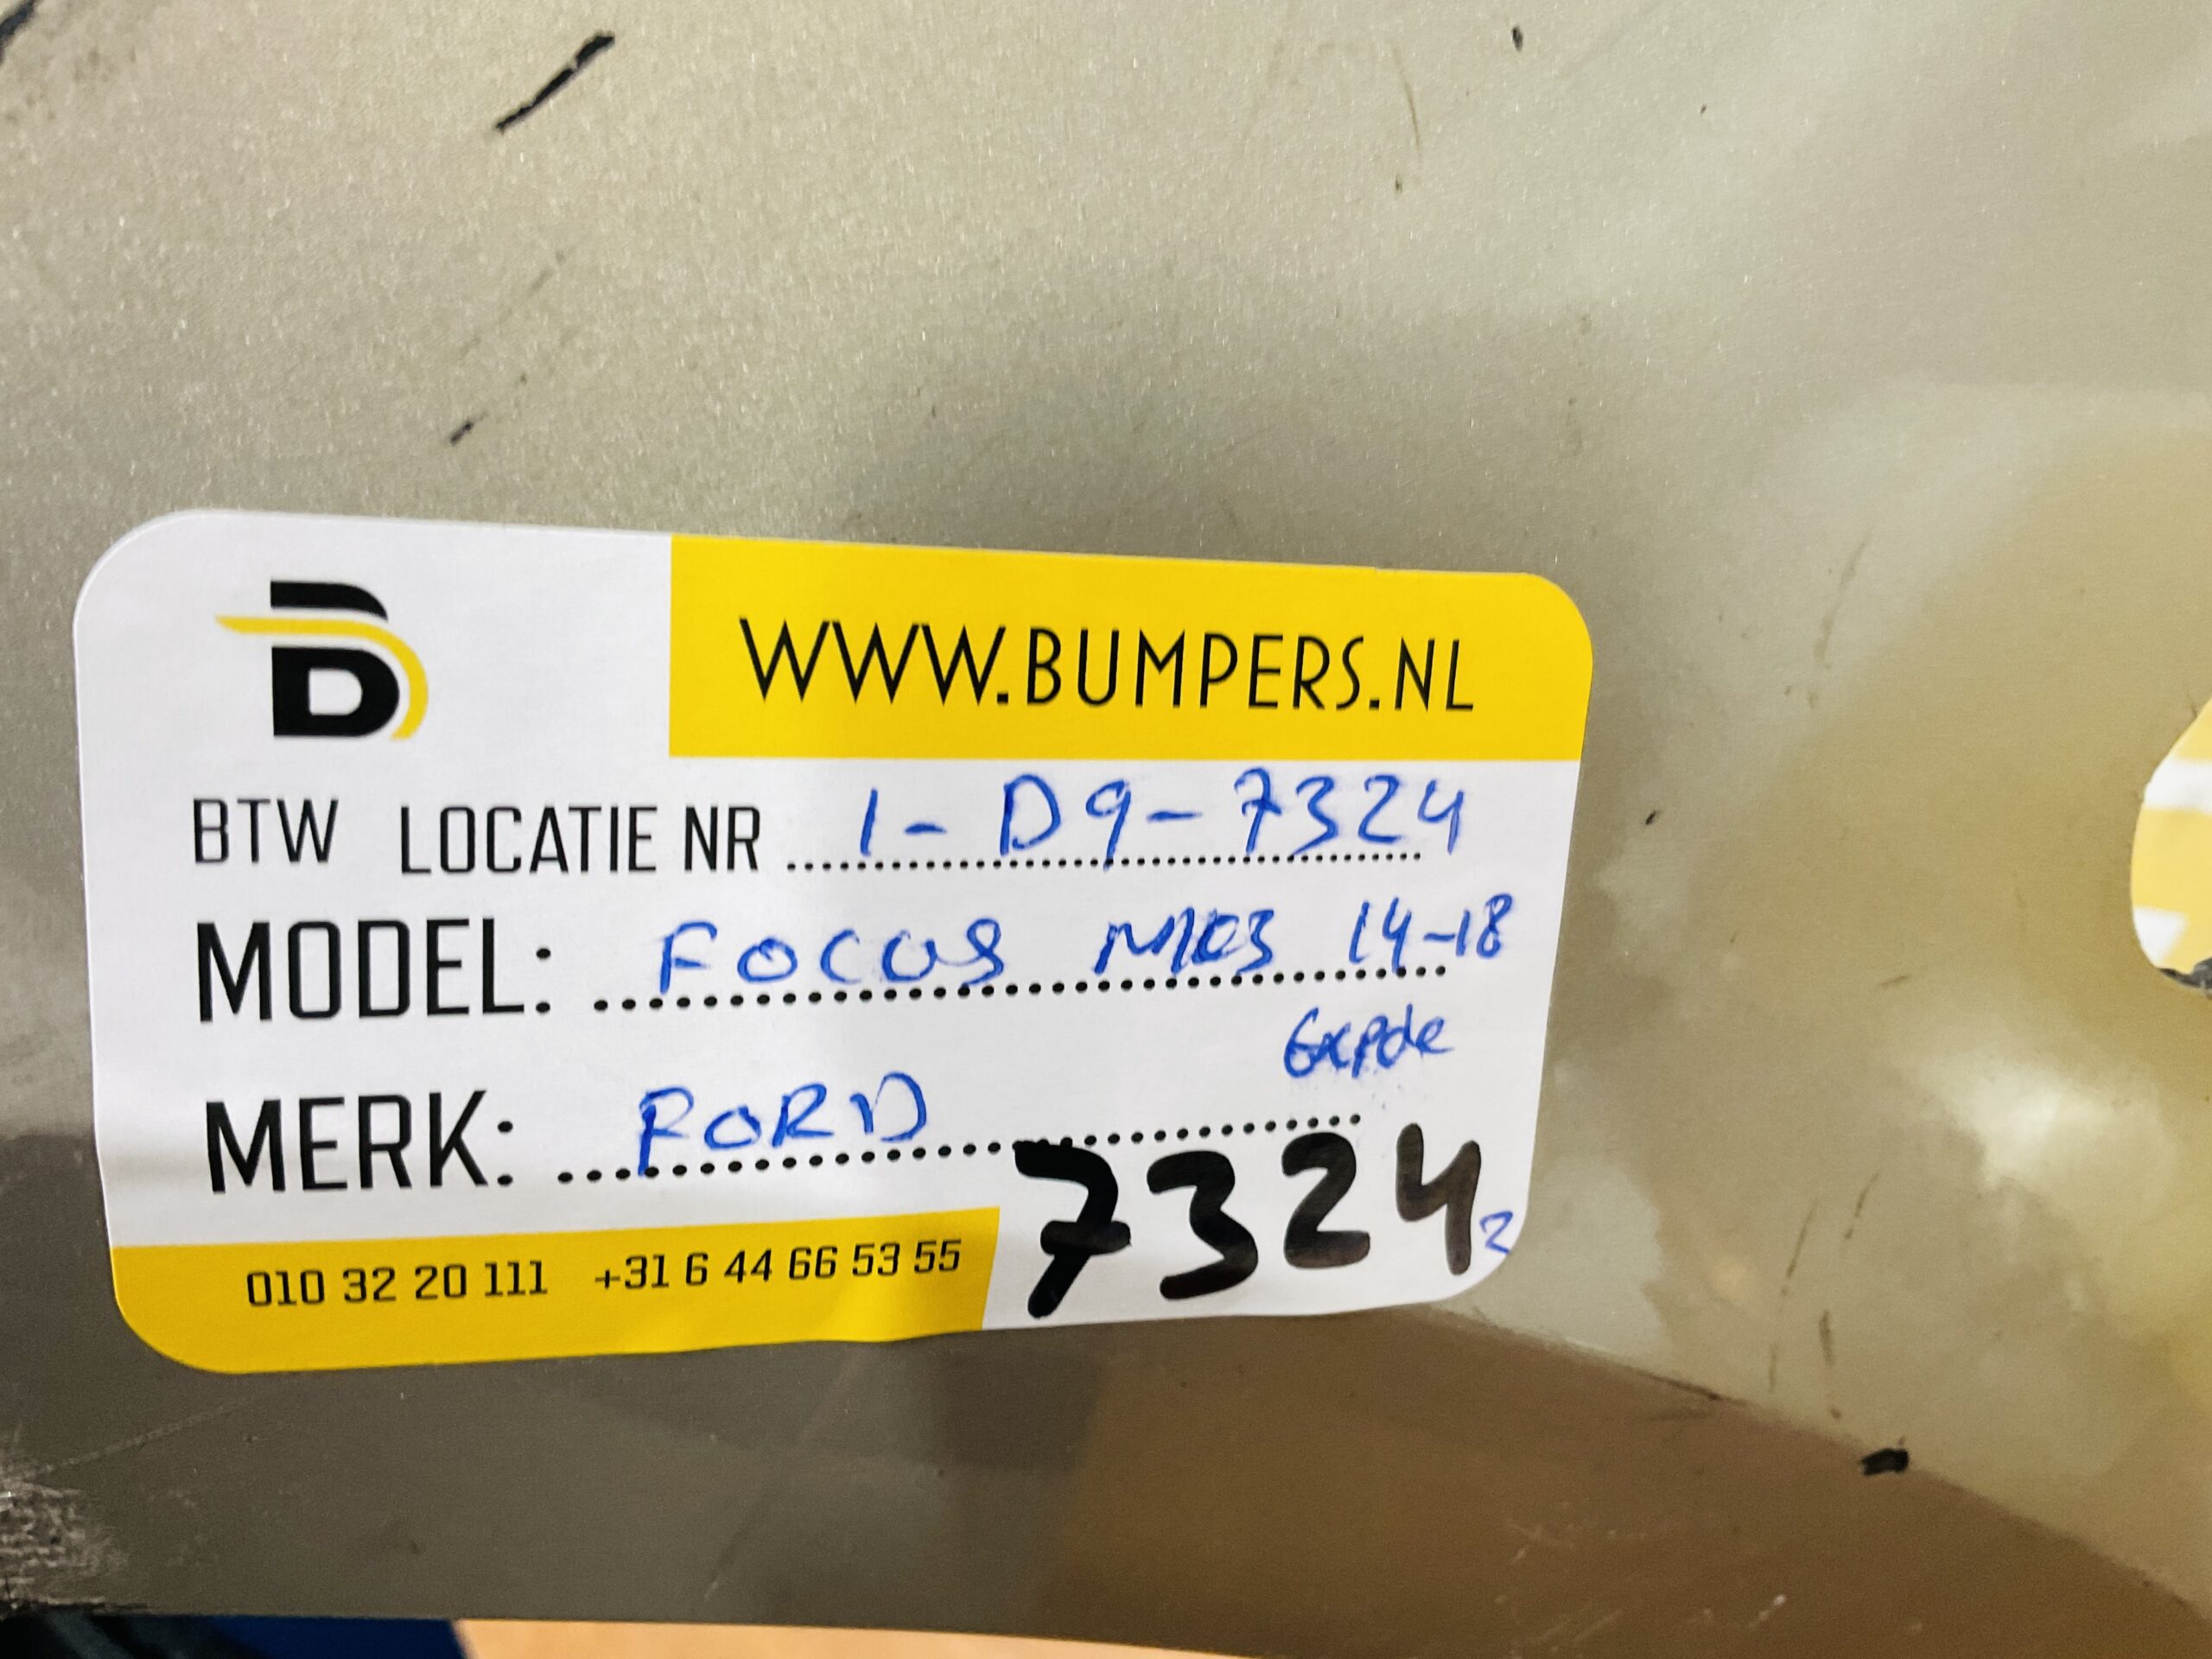 WWW.BUMPERS.NL
BTW LOCATIE NR 1-D9-7324
MODEL: FOCUS 14-18
MERK: FORD
7324
2
010 32 20 111 +31 6 44 66 53 55